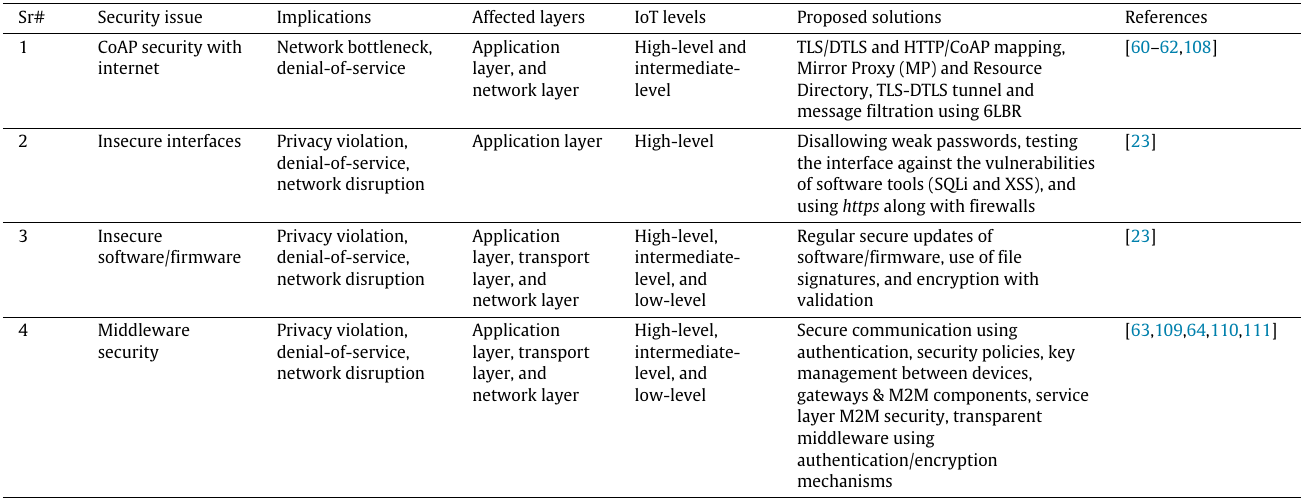 Sr# Security issue Implications Affected layers IoT levels Proposed solutions References
1 CoAP security with Network bottleneck, Application High-level and TLS/DTLS and HTTP/CoAP mapping, [60–62,108]
internet denial-of-service layer, and intermediate- Mirror Proxy (MP) and Resource
network layer level Directory, TLS-DTLS tunnel and
message filtration using 6LBR
2 Insecure interfaces Privacy violation, Application layer High-level Disallowing weak passwords, testing [23]
denial-of-service, the interface against the vulnerabilities
network disruption of software tools (SQLi and XSS), and
using https along with firewalls
3 Insecure Privacy violation, Application High-level, Regular secure updates of [23]
software/firmware denial-of-service, layer, transport intermediate- software/firmware, use of file
network disruption layer, and level, and signatures, and encryption with
network layer low-level validation
4 Middleware Privacy violation, Application High-level, Secure communication using [63,109,64,110,111]
security denial-of-service, layer, transport intermediate- authentication, security policies, key
network disruption layer, and level, and management between devices,
network layer low-level gateways & M2M components, service
layer M2M security, transparent
middleware using
authentication/encryption
mechanisms